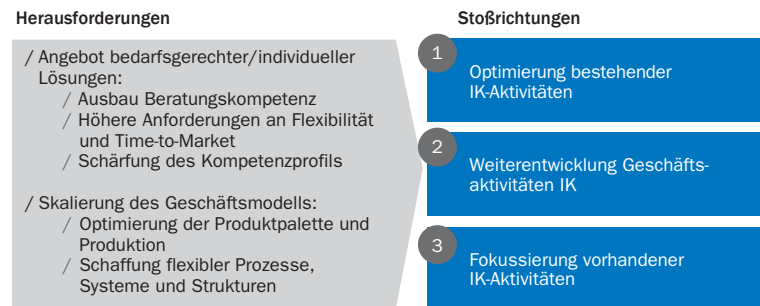 Herausforderungen
/ Angebot bedarfsgerechter/individueller
Lösungen:
/ Ausbau Beratungskompetenz
/ Höhere Anforderungen an Flexibilität
und Time-to-Market
/ Schärfung des Kompetenzprofils
/ Skalierung des Geschäftsmodells:
/ Optimierung der Produktpalette und
Produktion
/ Schaffung flexibler Prozesse,
Systeme und Strukturen
Stoßrichtungen
1
Optimierung bestehender
IK-Aktivitäten
2
Weiterentwicklung Geschäfts-
aktivitäten IK
3
Fokussierung vorhandener
IK-Aktivitäten